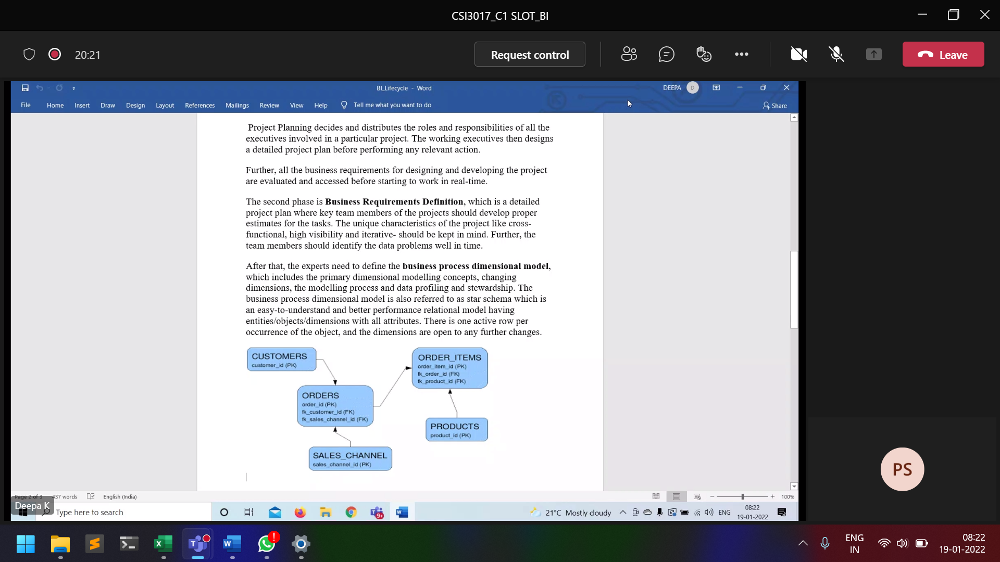 CSI3017_C1 SLOT_BI
20:21
Request control
Leave
BI_Lifecycle - Word
DEEPA
D
File
Home
Insert
Draw
Design
Layout
References
Mailings
Review
View
Help
Tell me what you want to do
Share
Project Planning decides and distributes the roles and responsibilities of all the
executives involved in a particular project. The working executives then designs
a detailed project plan before performing any relevant action.
Further, all the business requirements for designing and developing the project
are evaluated and accessed before starting to work in real-time.
The second phase is Business Requirements Definition, which is a detailed
project plan where key team members of the projects should develop proper
estimates for the tasks. The unique characteristics of the project like cross-
functional, high visibility and iterative- should be kept in mind. Further, the
team members should identify the data problems well in time.
After that, the experts need to define the business process dimensional model,
which includes the primary dimensional modelling concepts, changing
dimensions, the modelling process and data profiling and stewardship. The
business process dimensional model is also referred to as star schema which is
an easy-to-understand and better performance relational model having
entities/objects/dimensions with all attributes. There is one active row per
occurrence of the object, and the dimensions are open to any further changes.
CUSTOMERS
customer_id (PK)
ORDER_ITEMS
order_item_id (PK)
fk_order_id (FK)
fk_product_id (FK)
ORDERS
order_id (PK)
fk_customer_id (FK)
fk_sales_channel_id (FK)
PRODUCTS
product_id (PK)
SALES_CHANNEL
sales_channel_id (PK)
PS
Page 2 of 3
437 words
English (India)
100%
Deepa K
Type here to search
9+
21°C Mostly cloudy
ENG
08:22
19-01-2022
ENG
IN
08:22
19-01-2022